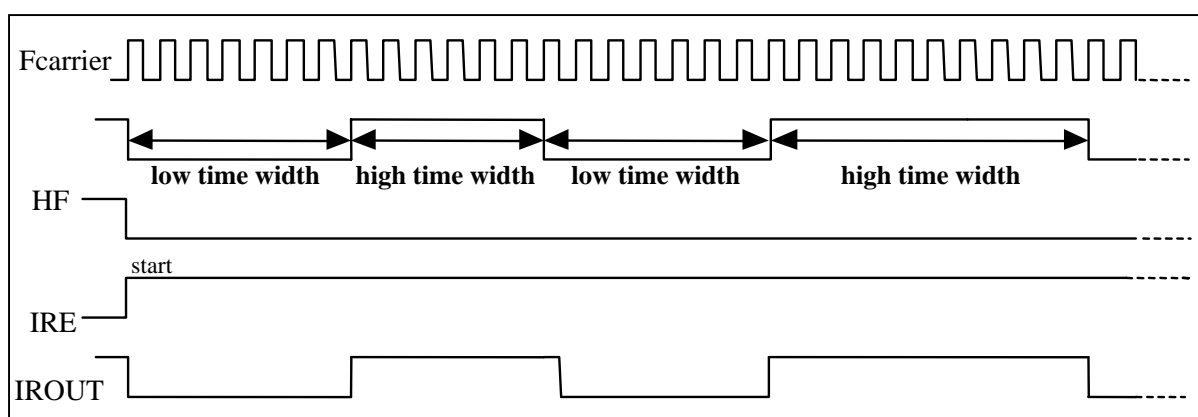 Fcarrier
low time width high time width low time width high time width
HF
start
IRE
IROUT